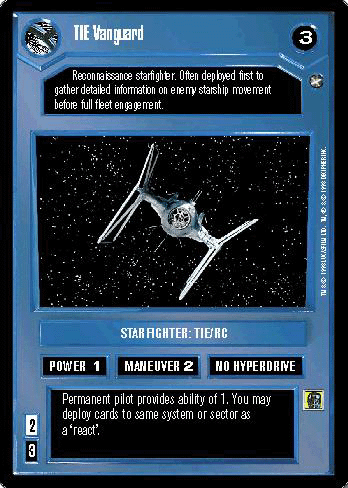 TIE Vanguard
3
Reconnaissance starfighter. Often deployed first to
gather detailed information on enemy starship movement
before full fleet engagement.
STARFIGHTER: TIE/RC
POWER 1 MANEUVER 2 NO HYPERDRIVE
Permanent pilot provides ability of 1. You may
deploy cards to same system or sector as
a ‘react’.
2
3